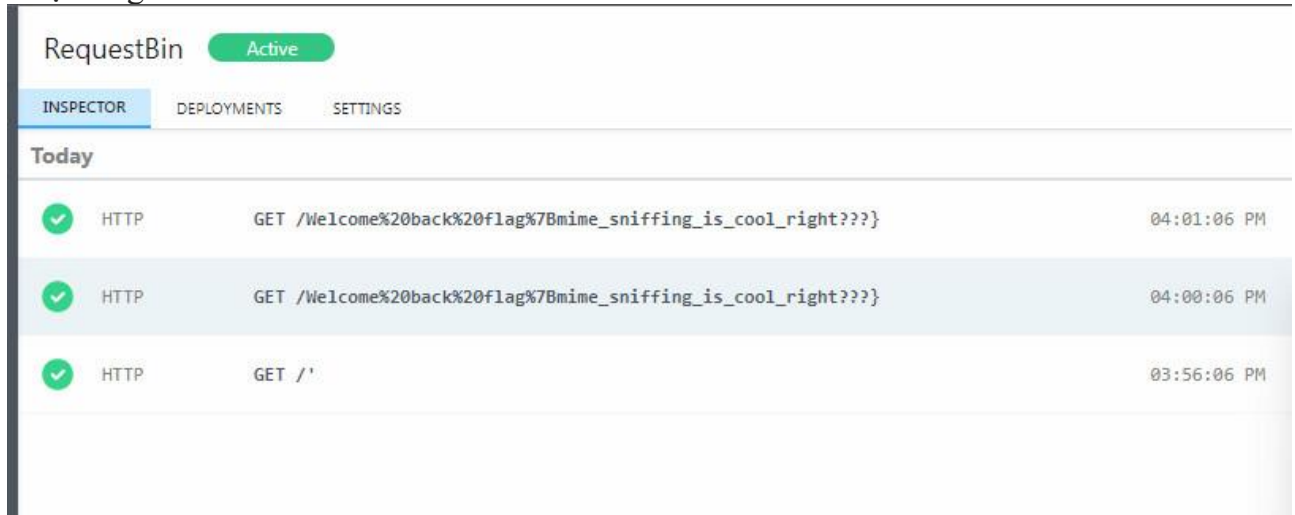 RequestBin Active
INSPECTOR DEPLOYMENTS SETTINGS
Today
HTTP GET /Welcome%20back%20flag%7Bmime_sniffing_is_cool_right???} 04:01:06 PM
HTTP GET /Welcome%20back%20flag%7Bmime_sniffing_is_cool_right???} 04:00:06 PM
HTTP GET /' 03:56:06 PM